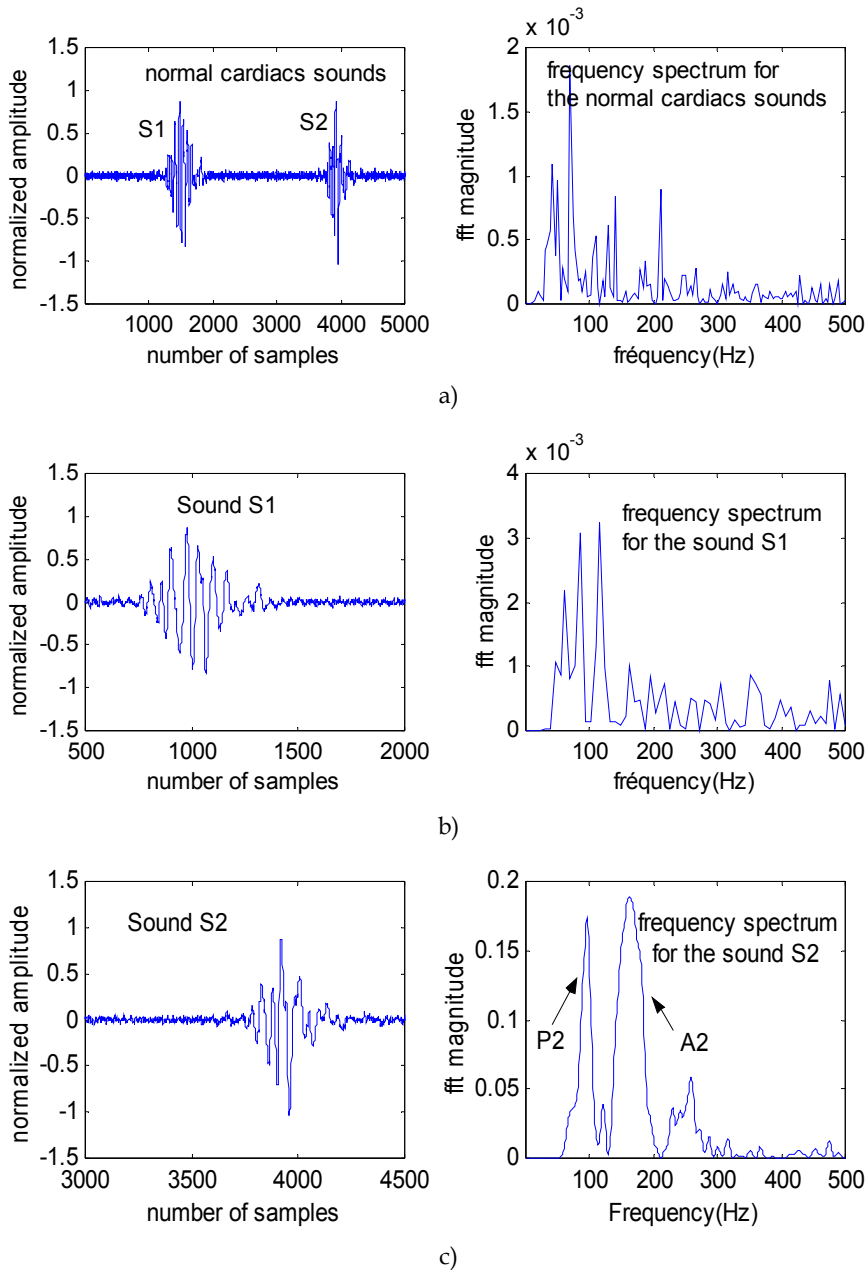 1.5
1
0.5
0
-0.5
-1
-1.5
normalized amplitude
normal cardiacs sounds
S1
S2
1000 2000 3000 4000 5000
number of samples
x 10-3
2
1.5
1
0.5
0
fft magnitude
frequency spectrum for
the normal cardiacs sounds
100 200 300 400 500
fréquency(Hz)
a)
1.5
1
0.5
0
-0.5
-1
-1.5
normalized amplitude
Sound S1
500 1000 1500 2000
number of samples
x 10-3
4
3
2
1
0
fft magnitude
frequency spectrum
for the sound S1
100 200 300 400 500
fréquency(Hz)
b)
1.5
1
0.5
0
-0.5
-1
1.5
normalized amplitude
Sound S2
3000 3500 4000 4500
number of samples
0.2
0.15
0.1
0.05
0
fft magnitude
frequency spectrum
for the sound S2
P2
A2
100 200 300 400 500
Frequency(Hz)
c)